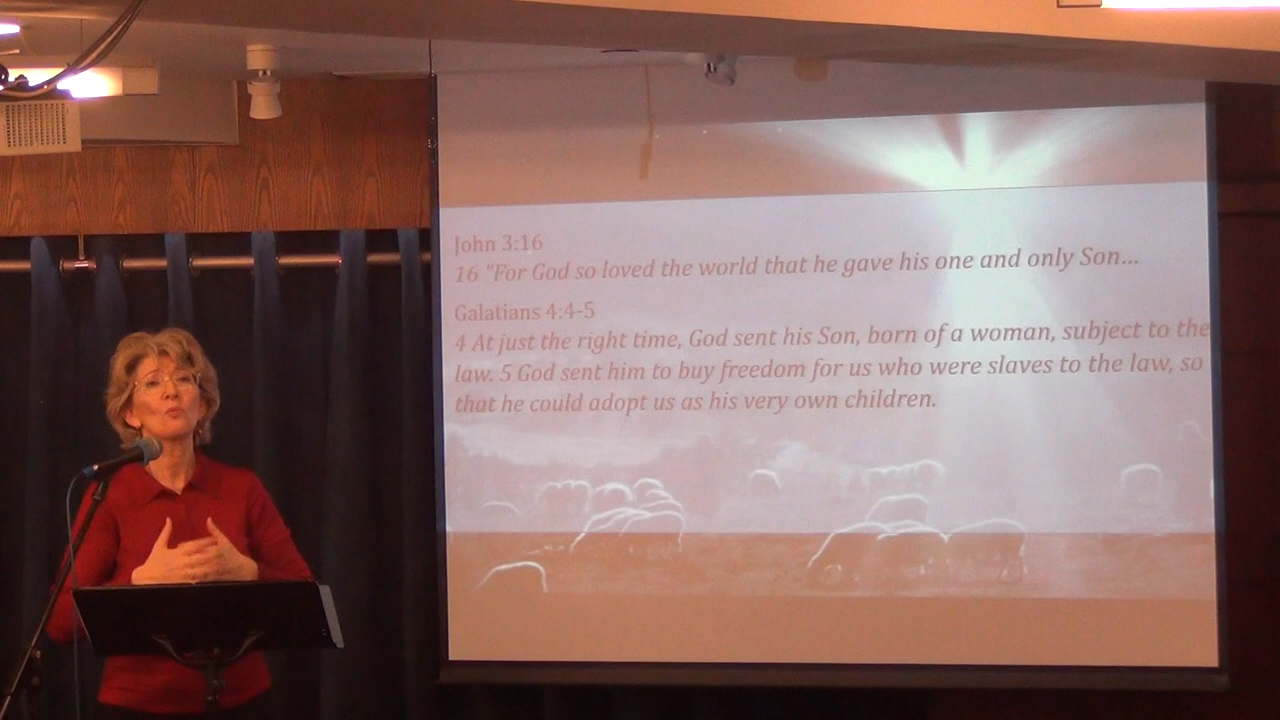 John 3:16
16 "For God so loved the world that he gave his one and only Son...
Galatians 4:4-5
4 At just the right time, God sent his Son, born of a woman, subject to the
law. 5 God sent him to buy freedom for us who were slaves to the law, so
that he could adopt us as his very own children.